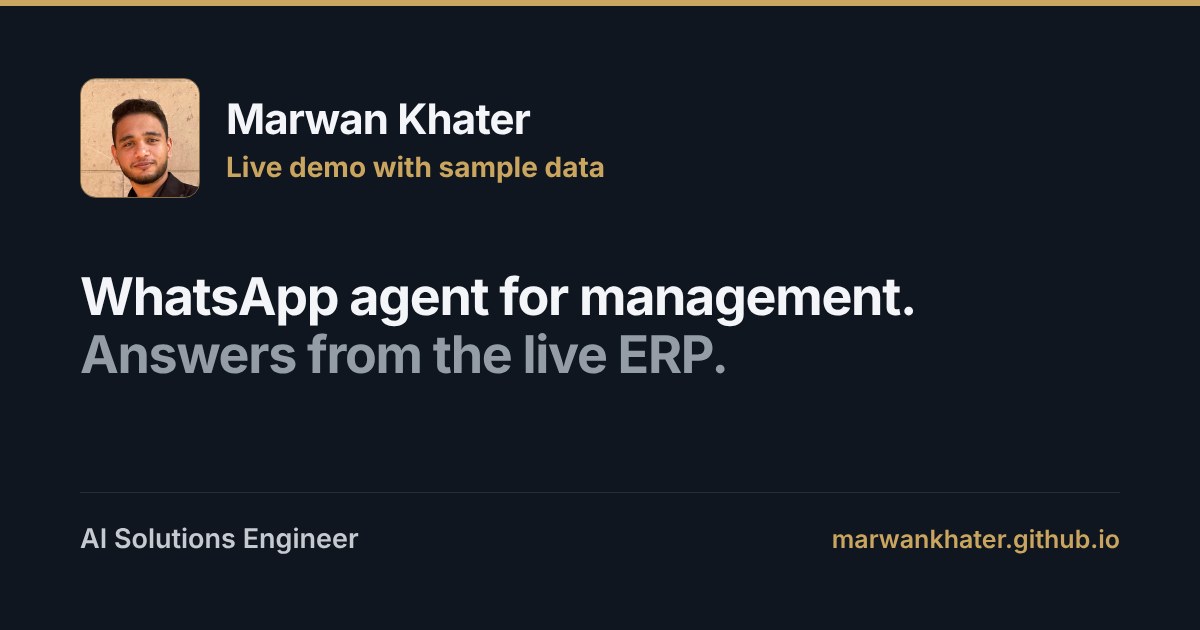 Marwan Khater
Live demo with sample data
WhatsApp agent for management.
Answers from the live ERP.
AI Solutions Engineer
marwankhater.github.io